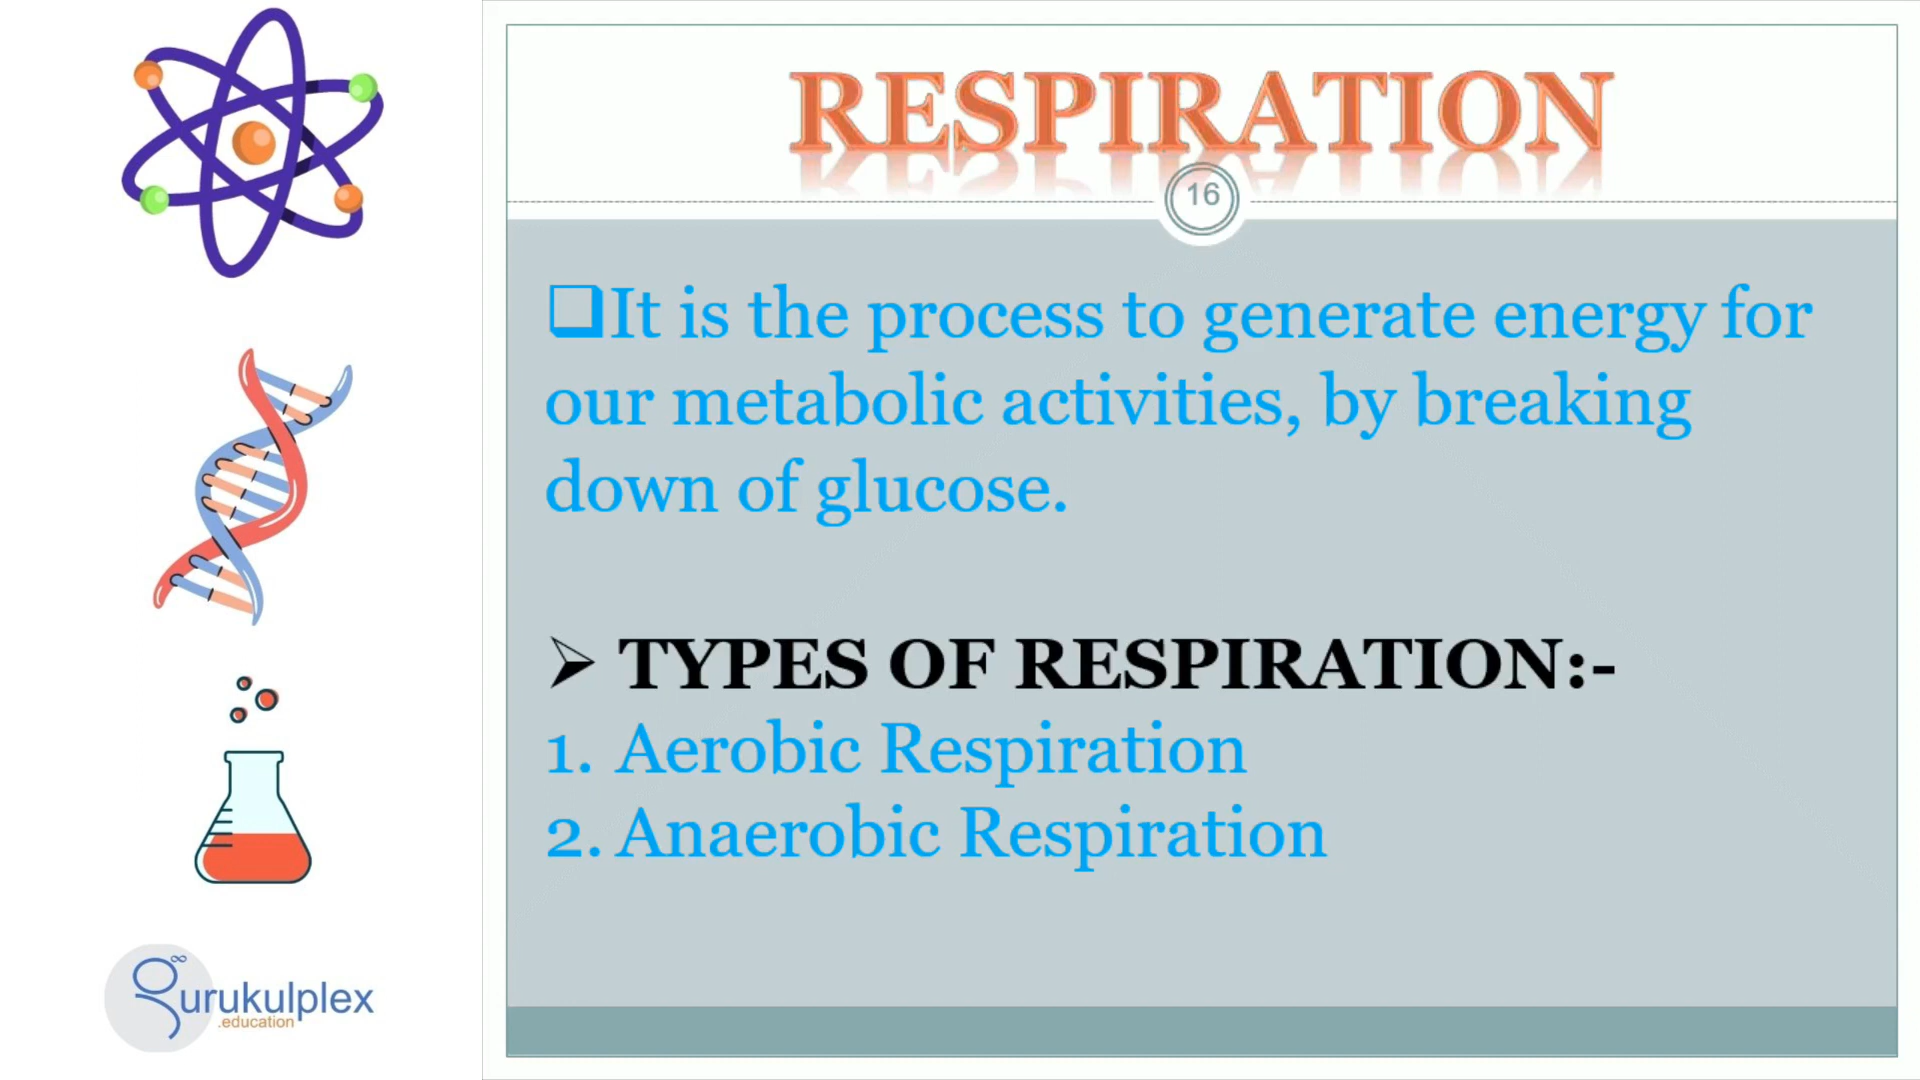 RESPIRATION
16
It is the process to generate energy for
our metabolic activities, by breaking
down of glucose.
TYPES OF RESPIRATION:-
1. Aerobic Respiration
2. Anaerobic Respiration
gurukulplex
.education